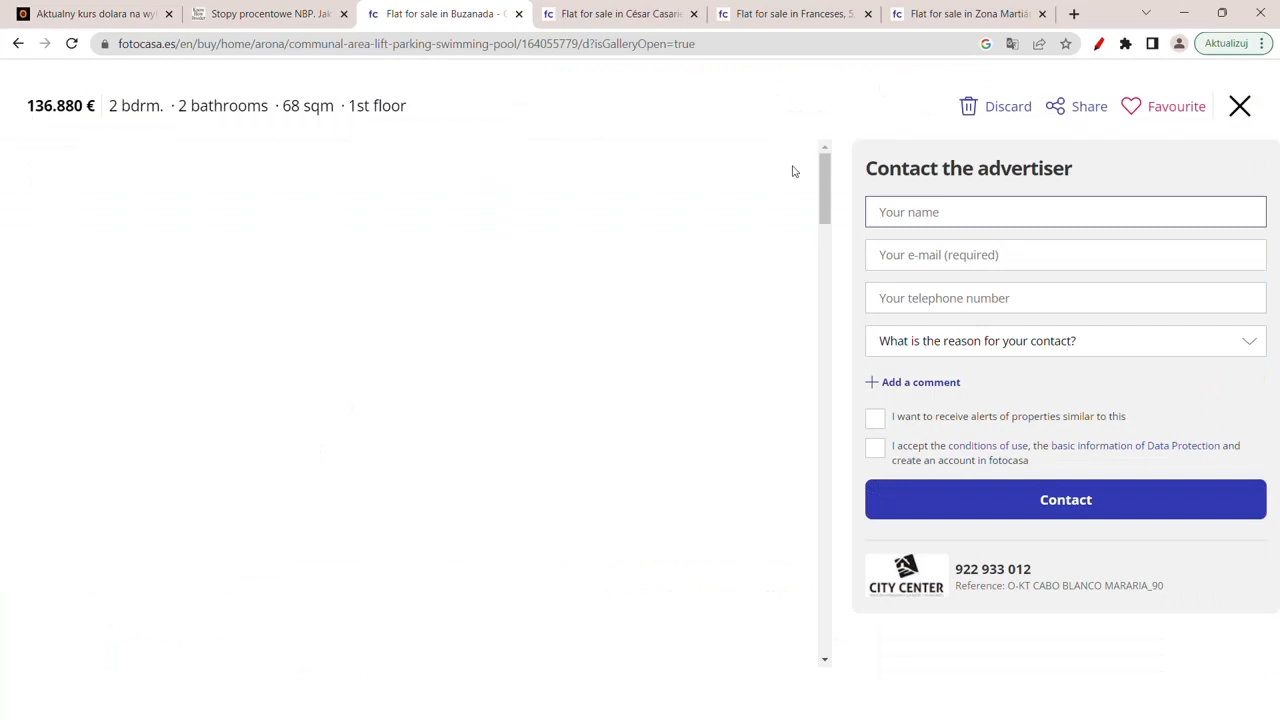 Aktualny kurs dolara na wy
Stopy procentowe NBP. Jak
Flat for sale in Buzanada -
Flat for sale in César Casari
Flat for sale in Franceses, S
Flat for sale in Zona Martiá
fotocasa.es/en/buy/home/arona/communal-area-lift-parking-swimming-pool/164055779/d?isGalleryOpen=true
Aktualizuj
136.880 € 2 bdrm. · 2 bathrooms · 68 sqm · 1st floor
Discard
Share
Favourite
Contact the advertiser
Your name
Your e-mail (required)
Your telephone number
What is the reason for your contact?
Add a comment
I want to receive alerts of properties similar to this
I accept the conditions of use, the basic information of Data Protection and
create an account in fotocasa
Contact
CITY CENTER
922 933 012
Reference: O-KT CABO BLANCO MARARIA_90